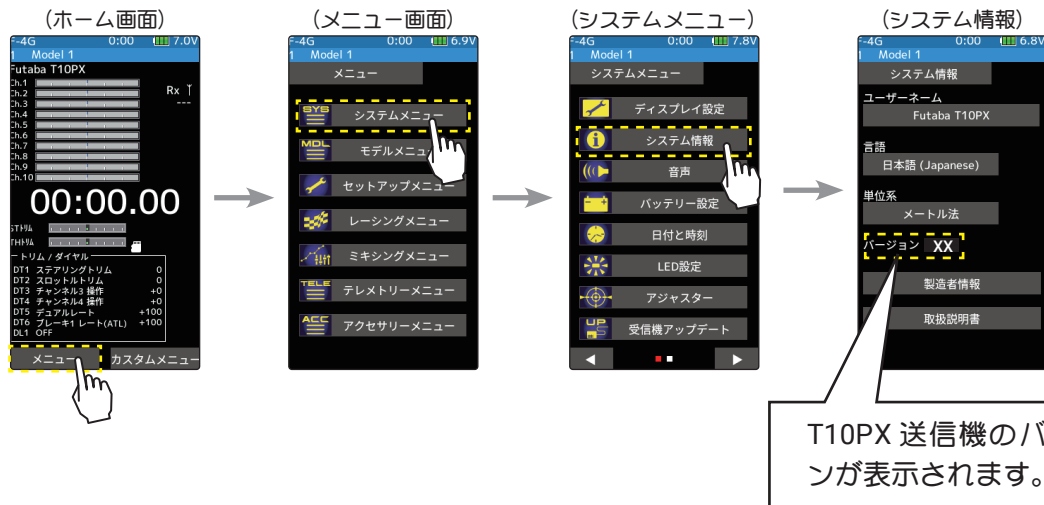 (ホーム画面)
F-4G 0:00 7.0V
1 Model 1
Futaba T10PX
Ch.1
Ch.2
Ch.3
Ch.4
Ch.5
Ch.6
Ch.7
Ch.8
Ch.9
Ch.10
Rx
---
00:00.00
STトリム
THトリム
トリム / ダイヤル
DT1 ステアリングトリム 0
DT2 スロットルトリム 0
DT3 チャンネル3 操作 +0
DT4 チャンネル4 操作 +0
DT5 デュアルレート +100
DT6 ブレーキ1 レート(ATL) +100
DL1 OFF
メニュー カスタムメニュー
(メニュー画面)
F-4G 0:00 6.9V
1 Model 1
メニュー
SYS システムメニュー
MDL モデルメニュー
セットアップメニュー
レーシングメニュー
ミキシングメニュー
TELE テレメトリーメニュー
ACC アクセサリーメニュー
(システムメニュー)
F-4G 0:00 7.8V
1 Model 1
システムメニュー
ディスプレイ設定
システム情報
音声
バッテリー設定
日付と時刻
LED設定
アジャスター
UP 受信機アップデート
(システム情報)
F-4G 0:00 6.8V
1 Model 1
システム情報
ユーザーネーム
Futaba T10PX
言語
日本語 (Japanese)
単位系
メートル法
バージョン XX
製造者情報
取扱説明書
T10PX 送信機のバ
ンが表示されます。